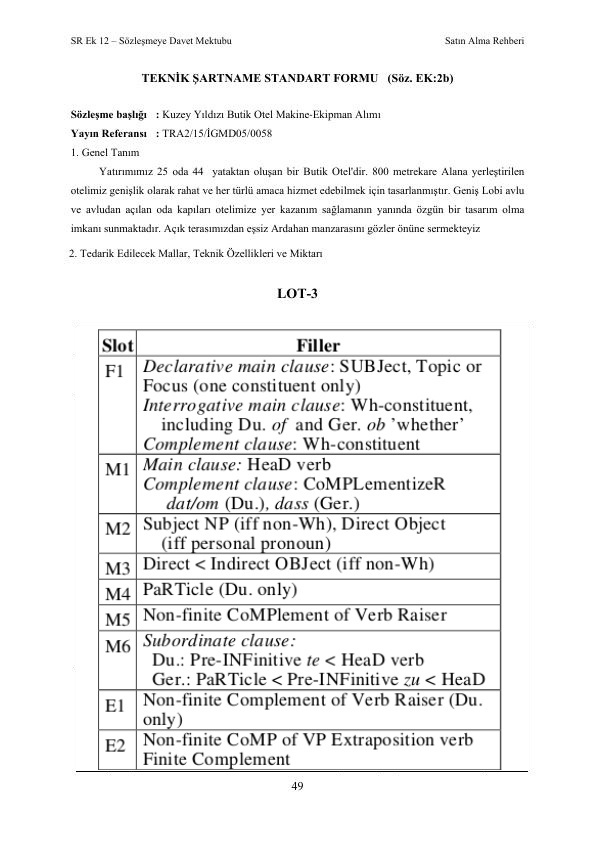 SR Ek 12 – Sözleşmeye Davet Mektubu Satın Alma Rehberi
TEKNİK ŞARTNAME STANDART FORMU (Söz. EK:2b)
Sözleşme başlığı : Kuzey Yıldızı Butik Otel Makine-Ekipman Alımı
Yayın Referansı : TRA2/15/İGMD05/0058
1. Genel Tanım
Yatırımımız 25 oda 44 yataktan oluşan bir Butik Otel'dir. 800 metrekare Alana yerleştirilen
otelimiz genişlik olarak rahat ve her türlü amaca hizmet edebilmek için tasarlanmıştır. Geniş Lobi avlu
ve avludan açılan oda kapıları otelimize yer kazanım sağlamanın yanında özgün bir tasarım olma
imkanı sunmaktadır. Açık terasımızdan eşsiz Ardahan manzarasını gözler önüne sermekteyiz
2. Tedarik Edilecek Mallar, Teknik Özellikleri ve Miktarı
LOT-3
Slot Filler
F1 Declarative main clause: SUBJect, Topic or
Focus (one constituent only)
Interrogative main clause: Wh-constituent,
including Du. of and Ger. ob ’whether’
Complement clause: Wh-constituent
M1 Main clause: HeaD verb
Complement clause: CoMPLementizeR
dat/om (Du.), dass (Ger.)
M2 Subject NP (iff non-Wh), Direct Object
(iff personal pronoun)
M3 Direct < Indirect OBJect (iff non-Wh)
M4 PaRTicle (Du. only)
M5 Non-finite CoMPlement of Verb Raiser
M6 Subordinate clause:
Du.: Pre-INFinitive te < HeaD verb
Ger.: PaRTicle < Pre-INFinitive zu < HeaD
E1 Non-finite Complement of Verb Raiser (Du.
only)
E2 Non-finite CoMP of VP Extraposition verb
Finite Complement
49